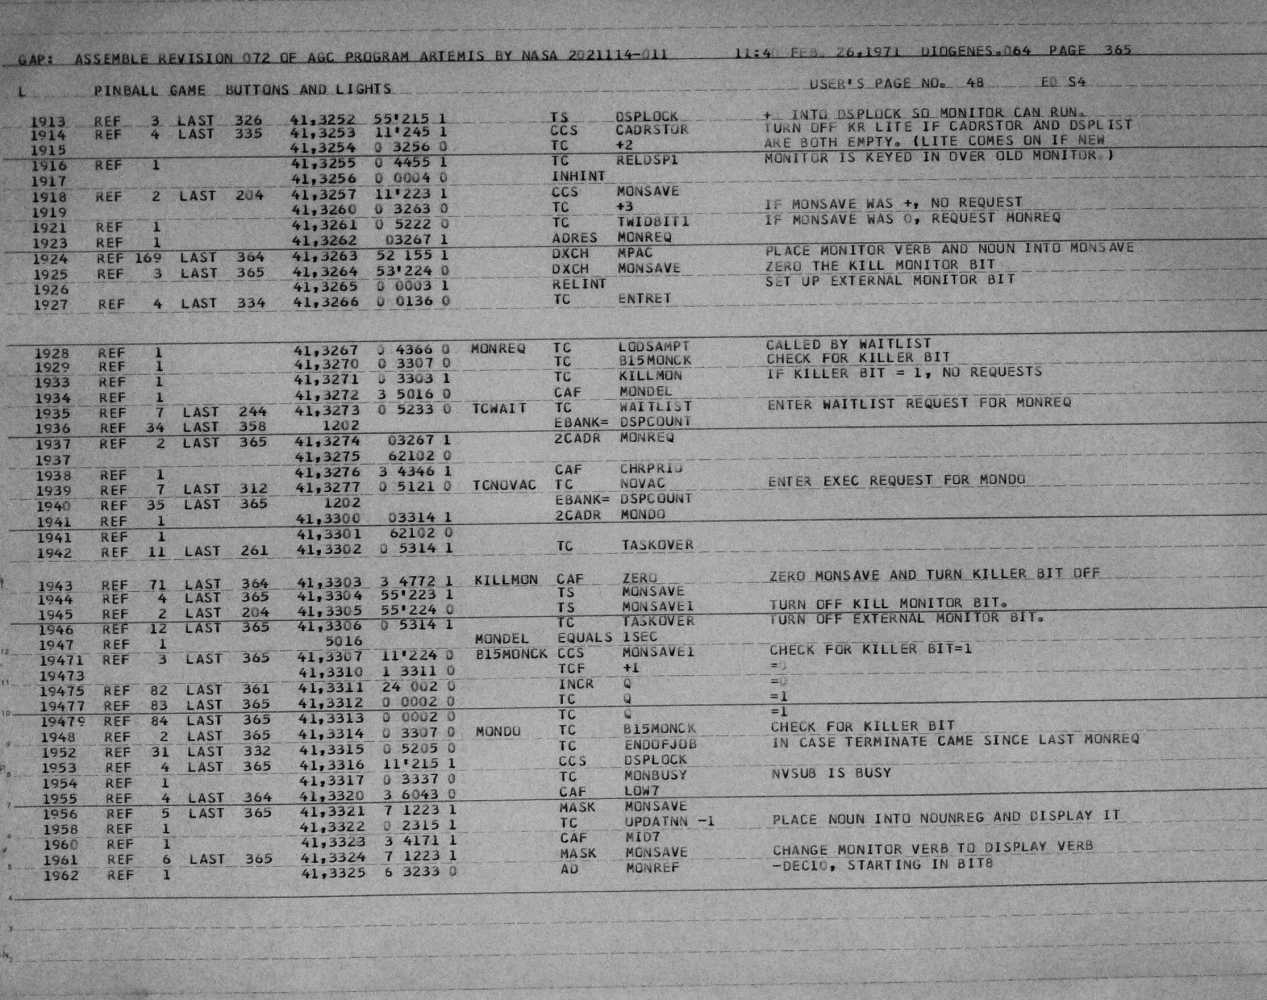 GAP: ASSEMBLE REVISION 072 OF AGC PROGRAM ARTEMIS BY NASA 2021114-011 11:4 FEB. 26,1971 DIOGENES.064 PAGE 365
L PINBALL GAME BUTTONS AND LIGHTS USER'S PAGE NO. 48 ED S4
1913 REF 3 LAST 326 41,3252 55'215 1 TS DSPLOCK + INTO DSPLOCK SO MONITOR CAN RUN.
1914 REF 4 LAST 335 41,3253 11'245 1 CCS CADRSTOR TURN OFF KR LITE IF CADRSTOR AND DSPLIST
1915 41,3254 0 3256 0 TC +2 ARE BOTH EMPTY. (LITE COMES ON IF NEW
1916 REF 1 41,3255 0 4455 1 TC RELDSP1 MONITOR IS KEYED IN OVER OLD MONITOR.)
1917 41,3256 0 0004 0 INHINT
1918 REF 2 LAST 204 41,3257 11'223 1 CCS MONSAVE
1919 41,3260 0 3263 0 TC +3 IF MONSAVE WAS +, NO REQUEST
1921 REF 1 41,3261 0 5222 0 TC TWIDBIT1 IF MONSAVE WAS 0, REQUEST MONREQ
1923 REF 1 41,3262 03267 1 ADRES MONREQ
1924 REF 169 LAST 364 41,3263 52 155 1 DXCH MPAC PLACE MONITOR VERB AND NOUN INTO MONSAVE
1925 REF 3 LAST 365 41,3264 53'224 0 DXCH MONSAVE ZERO THE KILL MONITOR BIT
1926 41,3265 0 0003 1 RELINT SET UP EXTERNAL MONITOR BIT
1927 REF 4 LAST 334 41,3266 0 0136 0 TC ENTRET
1928 REF 1 41,3267 0 4366 0 MONREQ TC LODSAMPT CALLED BY WAITLIST
1929 REF 1 41,3270 0 3307 0 TC B15MONCK CHECK FOR KILLER BIT
1933 REF 1 41,3271 0 3303 1 TC KILLMON IF KILLER BIT = 1, NO REQUESTS
1934 REF 1 41,3272 3 5016 0 CAF MONDEL
1935 REF 7 LAST 244 41,3273 0 5233 0 TCWAIT TC WAITLIST ENTER WAITLIST REQUEST FOR MONREQ
1936 REF 34 LAST 358 1202 EBANK= DSPCOUNT
1937 REF 2 LAST 365 41,3274 03267 1 2CADR MONREQ
1937 41,3275 62102 0
1938 REF 1 41,3276 3 4346 1 CAF CHRPRIO
1939 REF 7 LAST 312 41,3277 0 5121 0 TCNOVAC TC NOVAC ENTER EXEC REQUEST FOR MONDO
1940 REF 35 LAST 365 1202 EBANK= DSPCOUNT
1941 REF 1 41,3300 03314 1 2CADR MONDO
1941 REF 1 41,3301 62102 0
1942 REF 11 LAST 261 41,3302 0 5314 1 TC TASKOVER
1943 REF 71 LAST 364 41,3303 3 4772 1 KILLMON CAF ZERO ZERO MONSAVE AND TURN KILLER BIT OFF
1944 REF 4 LAST 365 41,3304 55'223 1 TS MONSAVE
1945 REF 2 LAST 204 41,3305 55'224 0 TS MONSAVE1 TURN OFF KILL MONITOR BIT.
1946 REF 12 LAST 365 41,3306 0 5314 1 TC TASKOVER TURN OFF EXTERNAL MONITOR BIT.
1947 REF 1 5016 MONDEL EQUALS 1SEC
19471 REF 3 LAST 365 41,3307 11'224 0 B15MONCK CCS MONSAVE1 CHECK FOR KILLER BIT=1
19473 41,3310 1 3311 0 TCF +1 =0
19475 REF 82 LAST 361 41,3311 24 002 0 INCR Q =0
19477 REF 83 LAST 365 41,3312 0 0002 0 TC Q =1
19479 REF 84 LAST 365 41,3313 0 0002 0 TC Q =1
1948 REF 2 LAST 365 41,3314 0 3307 0 MONDO TC B15MONCK CHECK FOR KILLER BIT
1952 REF 31 LAST 332 41,3315 0 5205 0 TC ENDOFJOB IN CASE TERMINATE CAME SINCE LAST MONREQ
1953 REF 4 LAST 365 41,3316 11'215 1 CCS DSPLOCK
1954 REF 1 41,3317 0 3337 0 TC MONBUSY NVSUB IS BUSY
1955 REF 4 LAST 364 41,3320 3 6043 0 CAF LOW7
1956 REF 5 LAST 365 41,3321 7 1223 1 MASK MONSAVE
1958 REF 1 41,3322 0 2315 1 TC UPDATNN -1 PLACE NOUN INTO NOUNREG AND DISPLAY IT
1960 REF 1 41,3323 3 4171 1 CAF MID7
1961 REF 6 LAST 365 41,3324 7 1223 1 MASK MONSAVE CHANGE MONITOR VERB TO DISPLAY VERB
1962 REF 1 41,3325 6 3233 0 AD MONREF -DEC10, STARTING IN BIT8